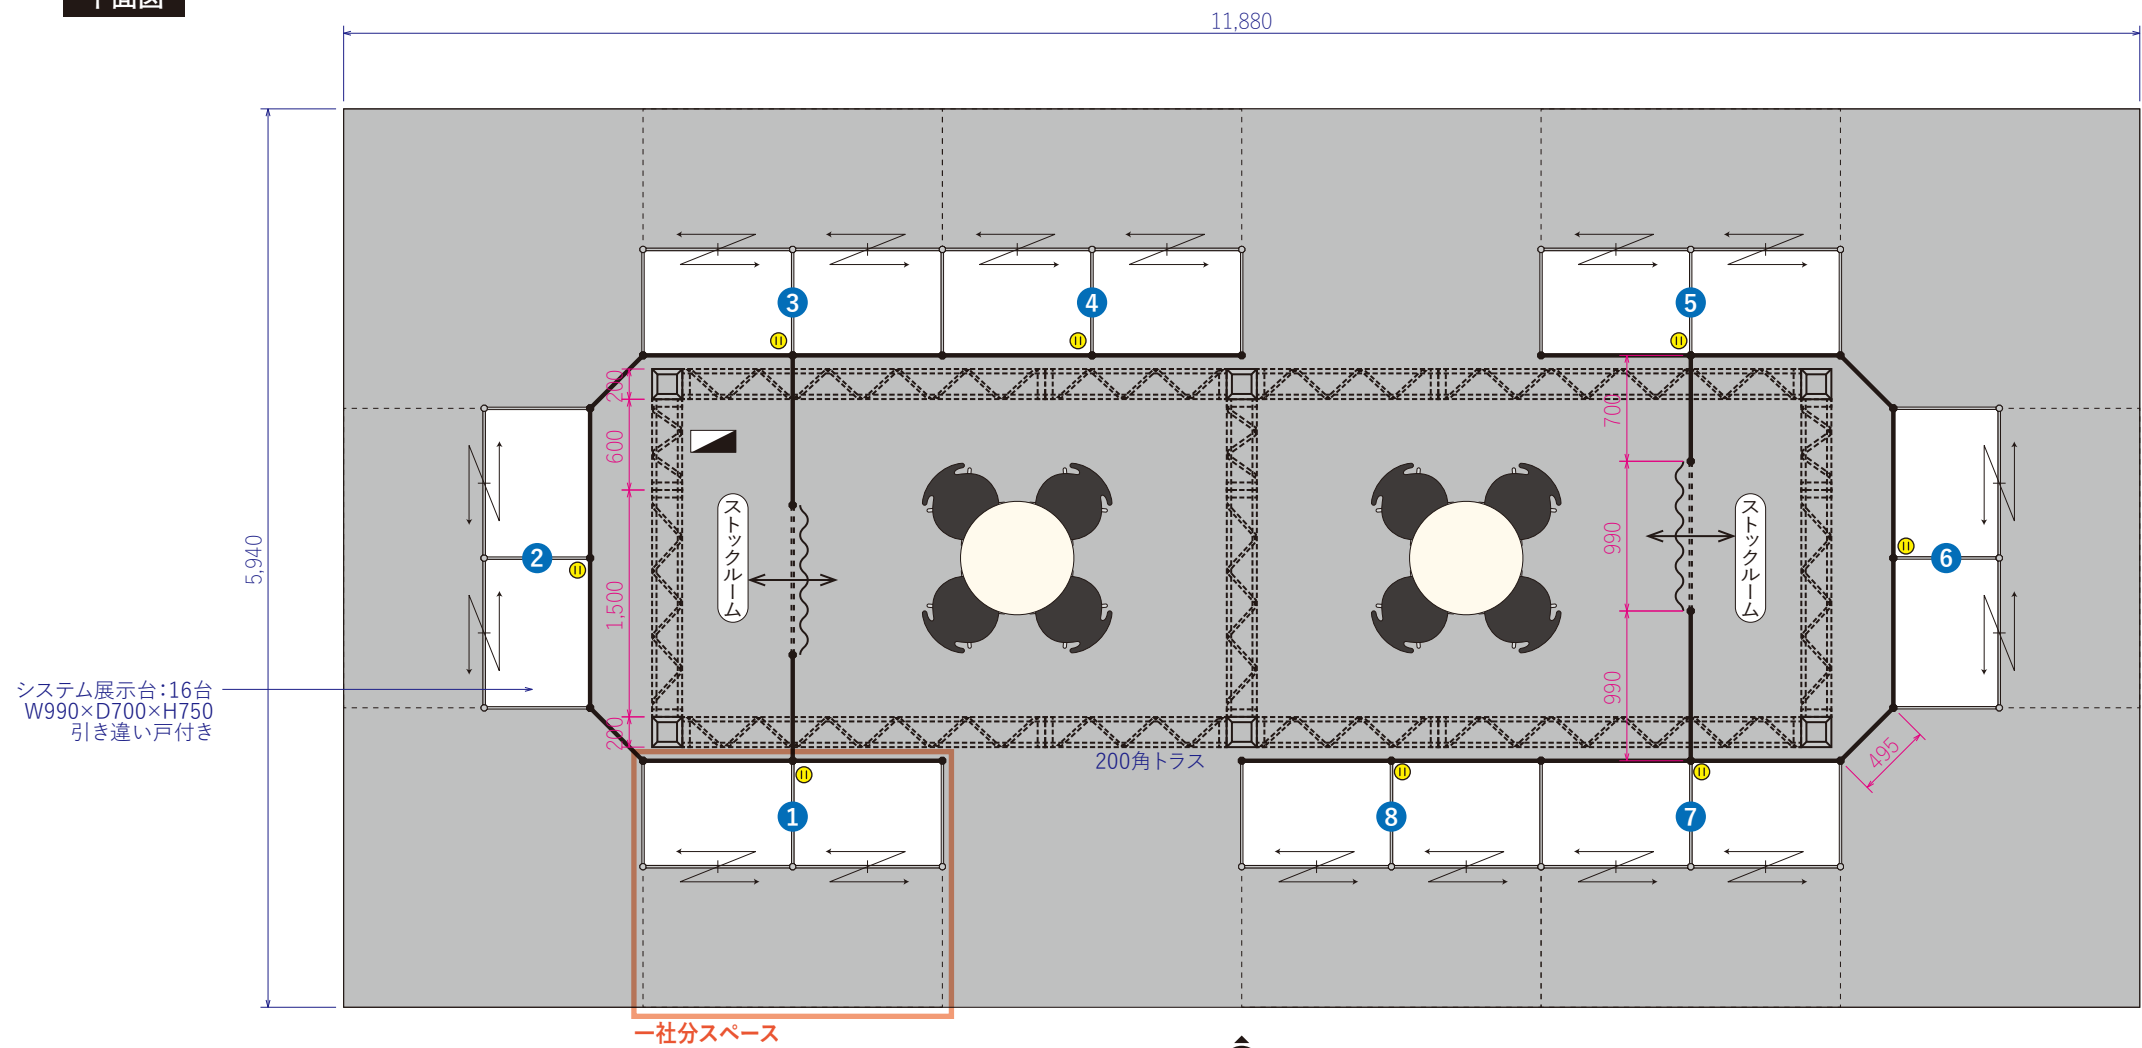 平面図
11,880
3
4
5
200
700
600
5,940
ストックルーム
990
ストックルーム
2
6
1,500
システム展示台：16台
W990×D700×H750
引き違い戸付き
990
200
200角トラス
495
1
8
7
一社分スペース